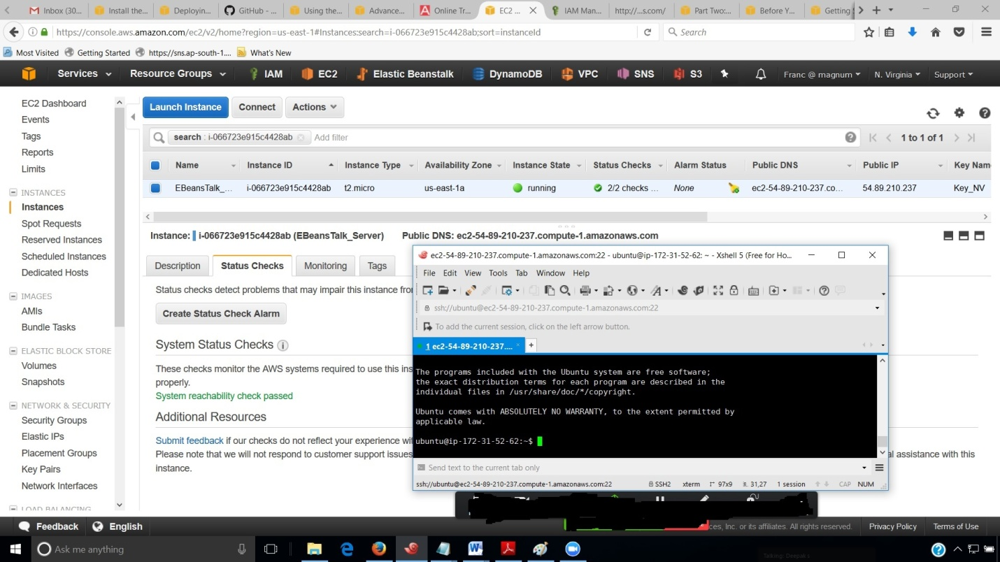 Inbox (30...
Install the...
Deployin...
GitHub - ...
Using the...
Advance...
Online Tr...
EC2 ...
IAM Man...
http://...s.com/
Part Two:...
Before Y...
Getting S
https://console.aws.amazon.com/ec2/v2/home?region=us-east-1#Instances:search=i-066723e915c4428ab;sort=instanceId
Search
Most Visited
Getting Started
https://sns.ap-south-1....
What's New
Services
Resource Groups
IAM
EC2
Elastic Beanstalk
DynamoDB
VPC
SNS
S3
Franc @ magnum
N. Virginia
Support
EC2 Dashboard
Events
Tags
Reports
Limits
INSTANCES
Instances
Spot Requests
Reserved Instances
Scheduled Instances
Dedicated Hosts
IMAGES
AMIs
Bundle Tasks
ELASTIC BLOCK STORE
Volumes
Snapshots
NETWORK & SECURITY
Security Groups
Elastic IPs
Placement Groups
Key Pairs
Network Interfaces
LOAD BALANCING
Launch Instance
Connect
Actions
search : i-066723e915c4428ab
Add filter
1 to 1 of 1
Name
Instance ID
Instance Type
Availability Zone
Instance State
Status Checks
Alarm Status
Public DNS
Public IP
Key Nam
EBeansTalk_...
i-066723e915c4428ab
t2.micro
us-east-1a
running
2/2 checks ...
None
ec2-54-89-210-237.co...
54.89.210.237
Key_NV
Instance: i-066723e915c4428ab (EBeansTalk_Server)
Public DNS: ec2-54-89-210-237.compute-1.amazonaws.com
Description
Status Checks
Monitoring
Tags
Status checks detect problems that may impair this instance fro
Create Status Check Alarm
System Status Checks
These checks monitor the AWS systems required to use this ins
properly.
System reachability check passed
Additional Resources
Submit feedback if our checks do not reflect your experience wi
Please note that we will not respond to customer support issues
al assistance with this
instance.
ec2-54-89-210-237.compute-1.amazonaws.com:22 - ubuntu@ip-172-31-52-62: ~ - Xshell 5 (Free for Ho...
File
Edit
View
Tools
Tab
Window
Help
ssh://ubuntu@ec2-54-89-210-237.compute-1.amazonaws.com:22
To add the current session, click on the left arrow button.
1 ec2-54-89-210-237....
The programs included with the Ubuntu system are free software;
the exact distribution terms for each program are described in the
individual files in /usr/share/doc/*/copyright.
Ubuntu comes with ABSOLUTELY NO WARRANTY, to the extent permitted by
applicable law.
ubuntu@ip-172-31-52-62:~$
Send text to the current tab only
ssh://ubuntu@ec2-54-89-210-237.compute-1.amazonaws.com:22
SSH2
xterm
97x9
31,27
1 session
CAP
NUM
Feedback
English
ces, Inc. or its affiliates. All rights reserved.
Privacy Policy
Terms of Use
Ask me anything
Talking: Deepak s